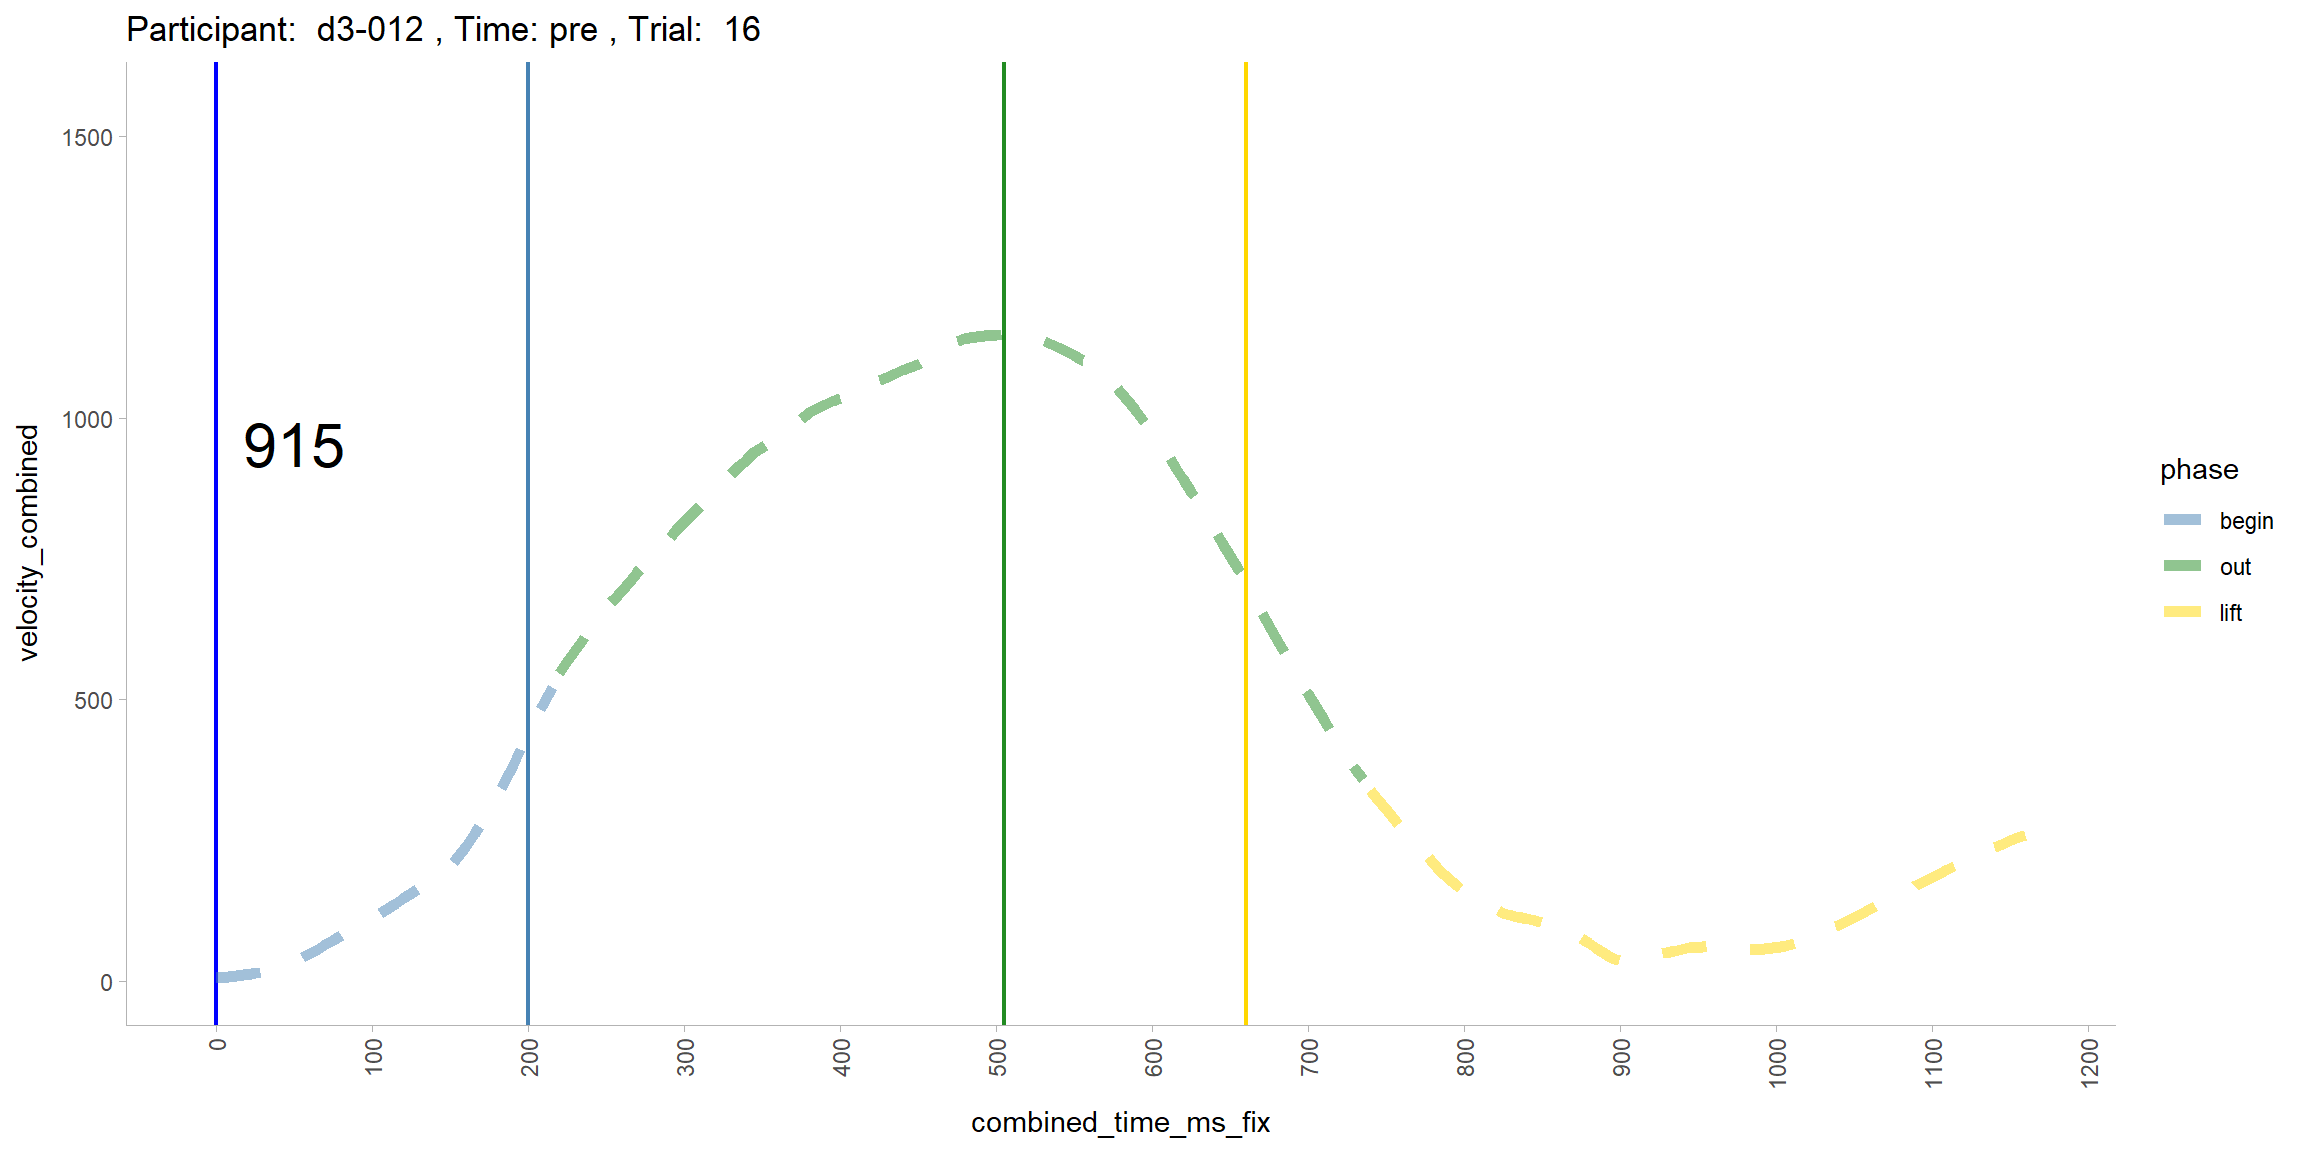 Participant:  d3-012 , Time: pre , Trial:  16
1500
1000
500
0
velocity_combined
915
0
100
200
300
400
500
600
700
800
900
1000
1100
1200
combined_time_ms_fix
phase
begin
out
lift